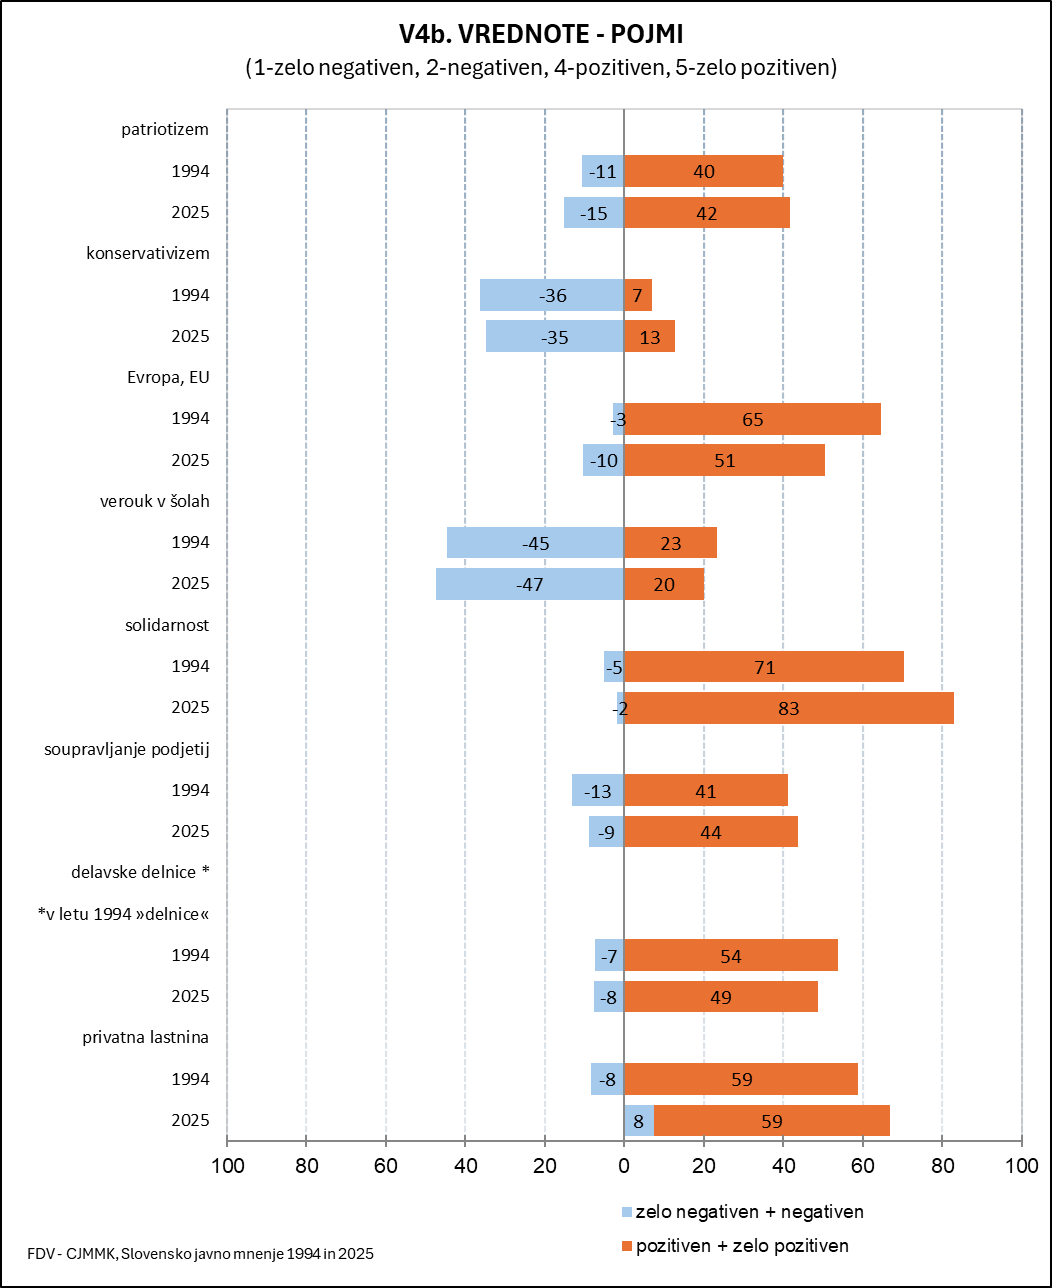 V4b. VREDNOTE - POJMI
(1-zelo negativen, 2-negativen, 4-pozitiven, 5-zelo pozitiven)
patriotizem
1994 -11 40
2025 -15 42
konservativizem
1994 -36 7
2025 -35 13
Evropa, EU
1994 -3 65
2025 -10 51
verouk v šolah
1994 -45 23
2025 -47 20
solidarnost
1994 -5 71
2025 -2 83
soupravljanje podjetij
1994 -13 41
2025 -9 44
delavske delnice *
*v letu 1994 »delnice«
1994 -7 54
2025 -8 49
privatna lastnina
1994 -8 59
2025 8 59
100 80 60 40 20 0 20 40 60 80 100
zelo negativen + negativen
pozitiven + zelo pozitiven
FDV - CJMMK, Slovensko javno mnenje 1994 in 2025